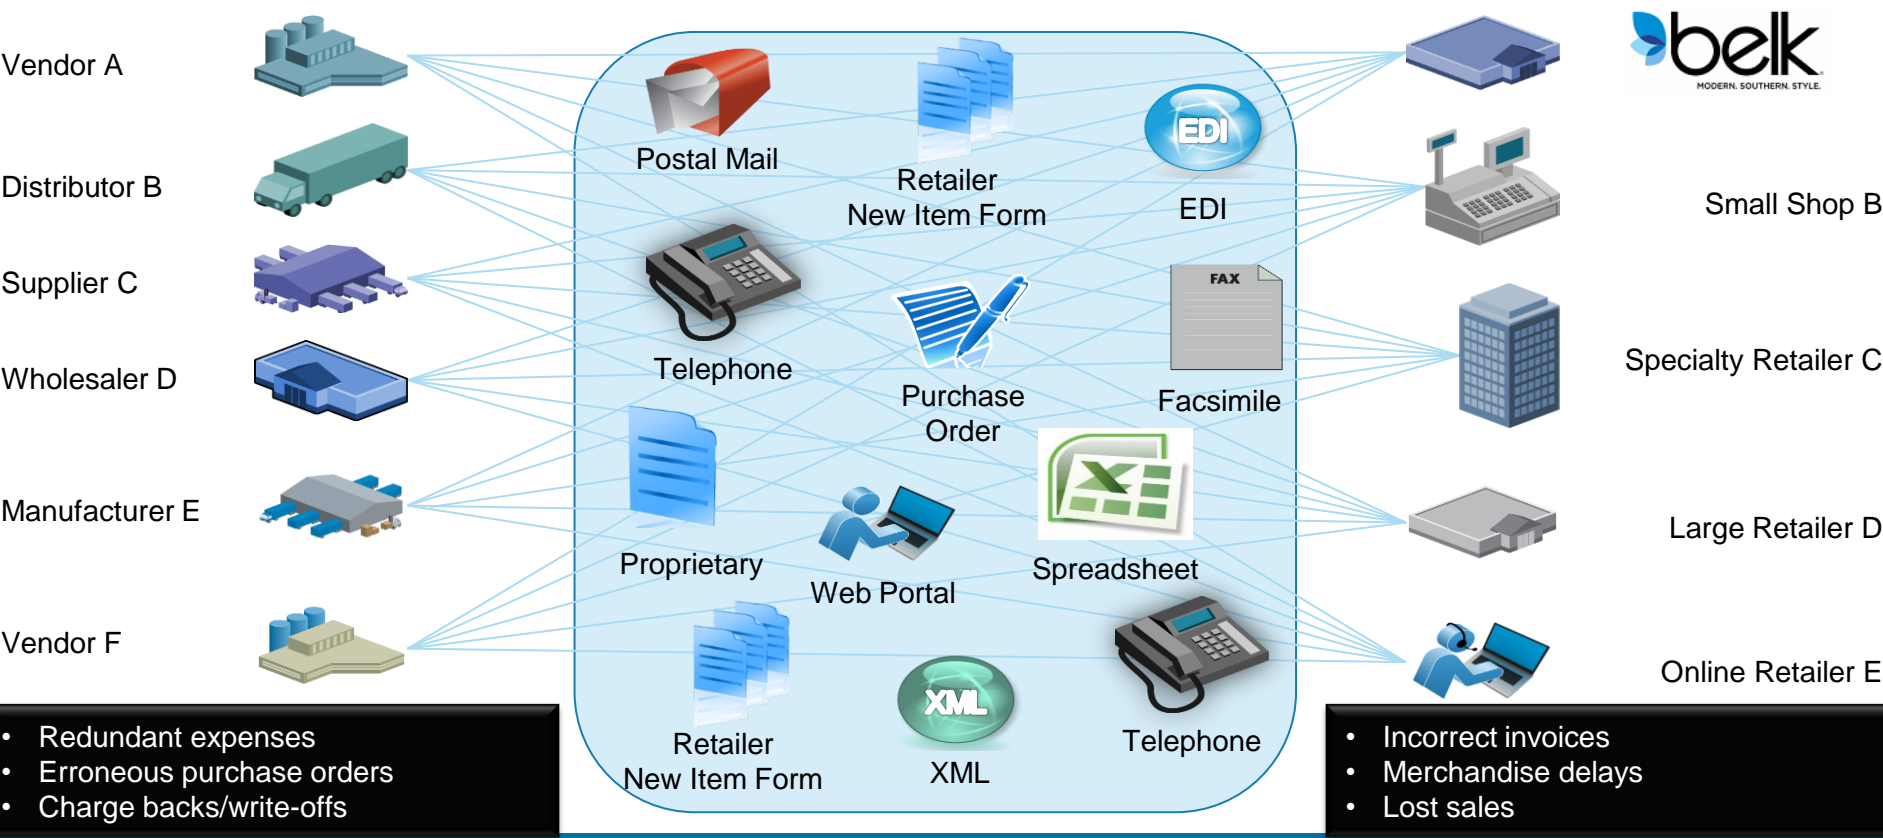 Vendor A
Distributor B
Supplier C
Wholesaler D
Manufacturer E
Vendor F
Postal Mail
Retailer
New Item Form
EDI
EDI
Telephone
Purchase
Order
FAX
Facsimile
Proprietary
Web Portal
Spreadsheet
Retailer
New Item Form
XML
XML
Telephone
belk
MODERN. SOUTHERN. STYLE.
Small Shop B
Specialty Retailer C
Large Retailer D
Online Retailer E
• Redundant expenses
• Erroneous purchase orders
• Charge backs/write-offs
• Incorrect invoices
• Merchandise delays
• Lost sales